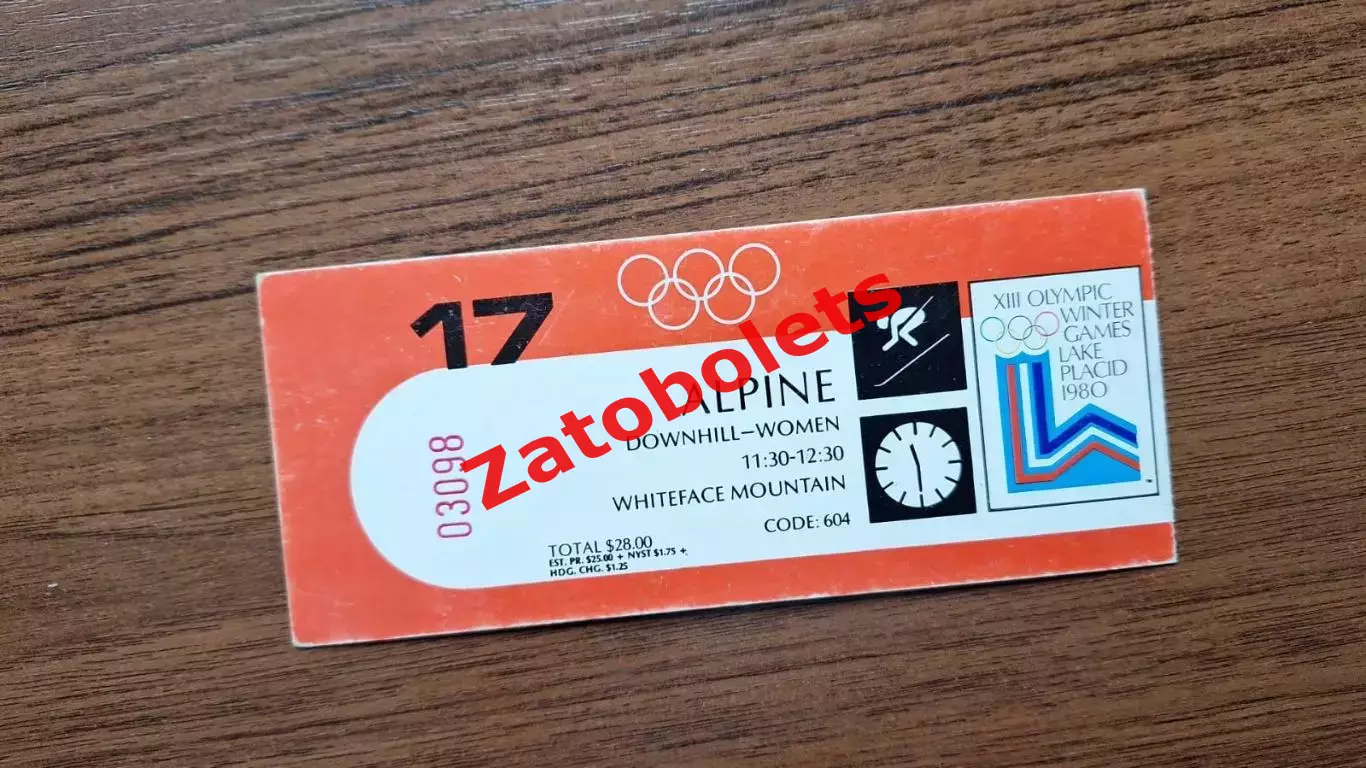 17
ALPINE
DOWNHILL-WOMEN
11:30-12:30
WHITEFACE MOUNTAIN
CODE: 604
03098
TOTAL $28.00
EST. PR. $25.00 + NYST $1.75 +
HDG. CHG. $1.25
XIII OLYMPIC
WINTER
GAMES
LAKE
PLACID
1980
Zatobolets